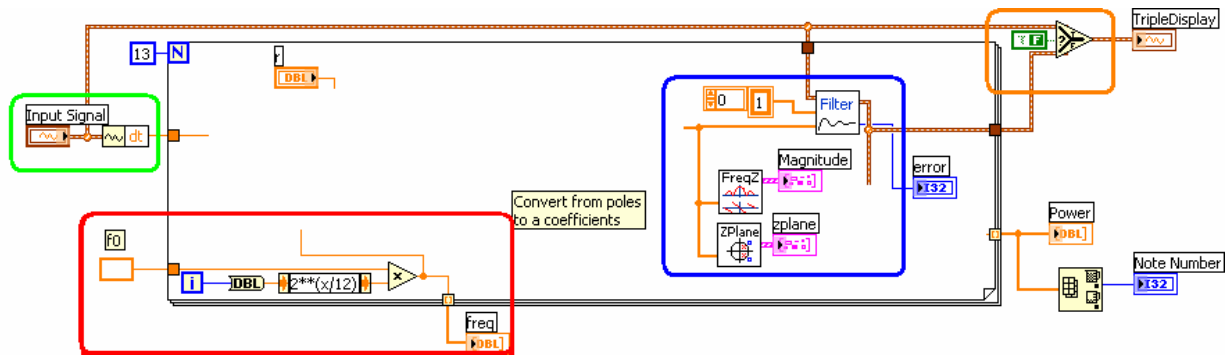 TripleDisplay
13 N
r
DBL
? F
?
T
F
Input Signal
dt
0 1
Filter
Magnitude
FreqZ
error
I32
Convert from poles
to a coefficients
zplane
ZPlane
Power
DBL]
f0
i DBL 2**(x/12) x
Note Number
I32
freq
DBL]